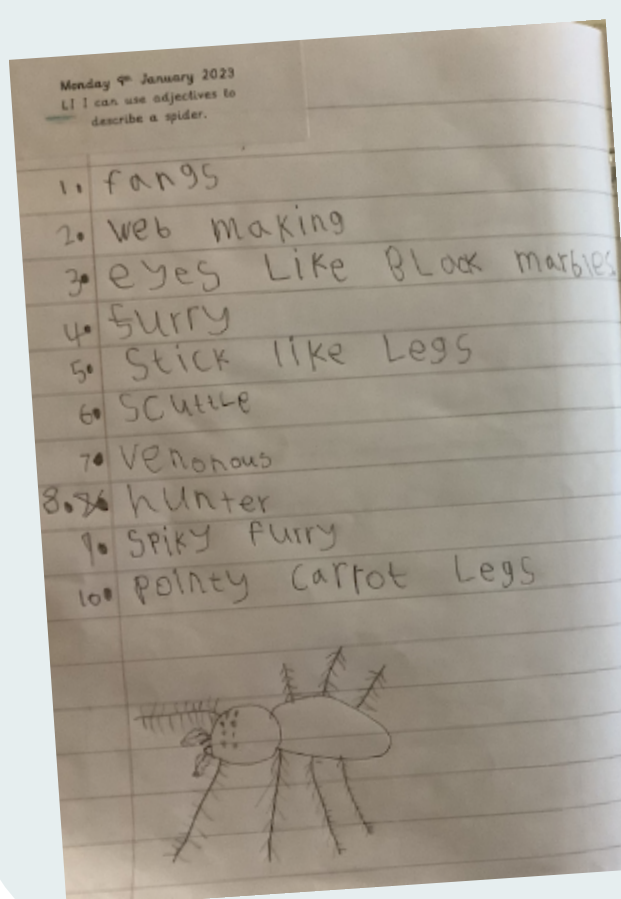 Monday 9th January 2023
LI I can use adjectives to
describe a spider.
1. fangs
2. web making
3. eyes Like BLack marbles
4. furry
5. Stick like Legs
6. Scuttle
7. Venonous
8. hunter
9. Spiky furry
10. pointy Carrot Legs